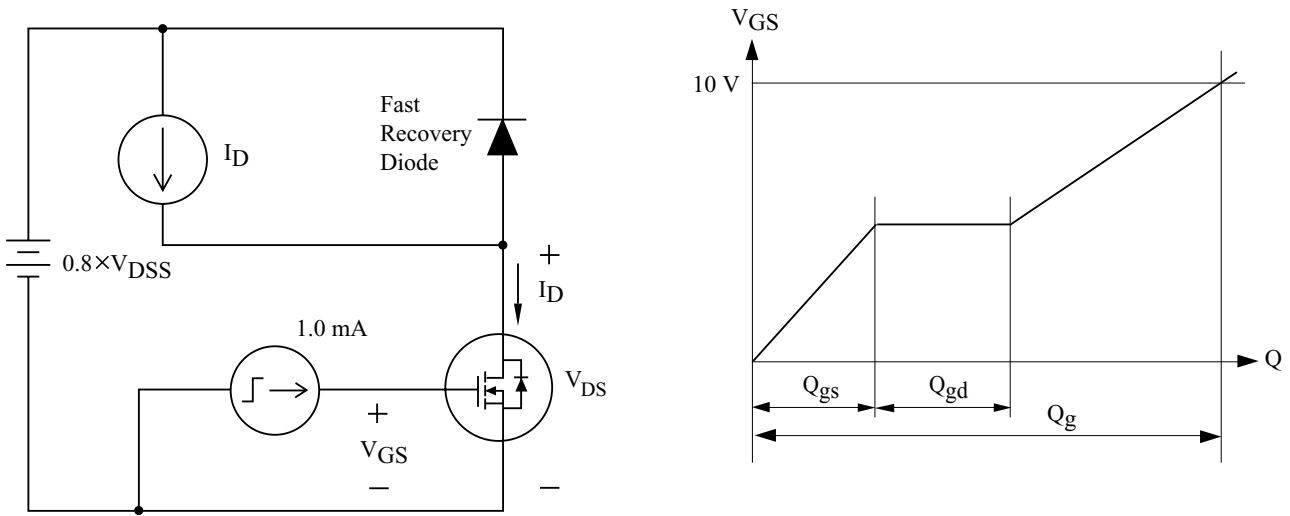 I_D
Fast
Recovery
Diode
0.8×V_DSS
+
I_D
1.0 mA
V_DS
+
V_GS
−
−
V_GS
10 V
Q
Q_gs
Q_gd
Q_g